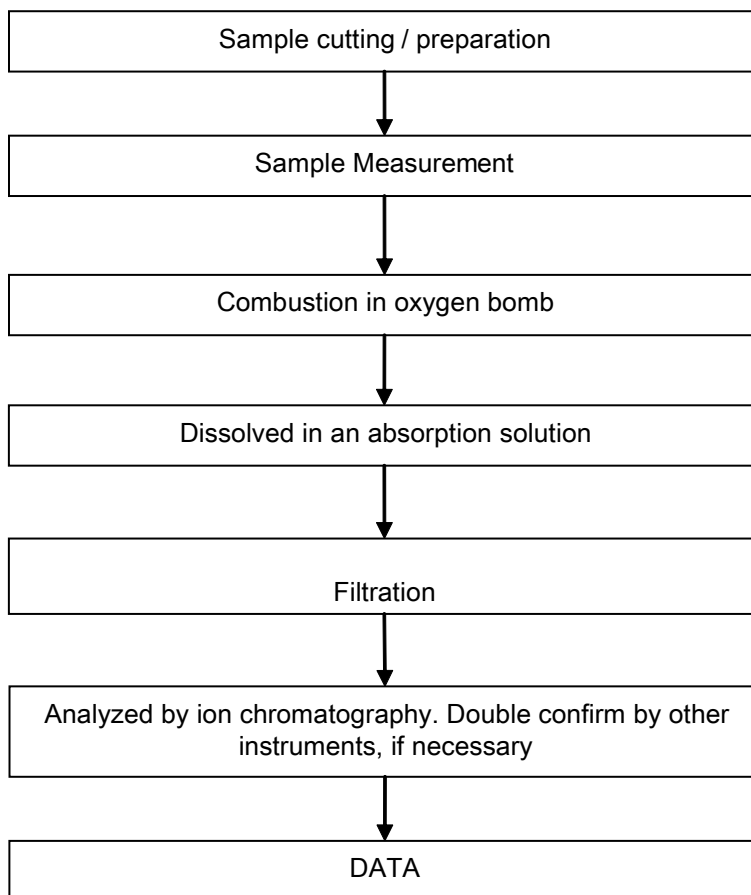 Sample cutting / preparation
Sample Measurement
Combustion in oxygen bomb
Dissolved in an absorption solution
Filtration
Analyzed by ion chromatography. Double confirm by other
instruments, if necessary
DATA